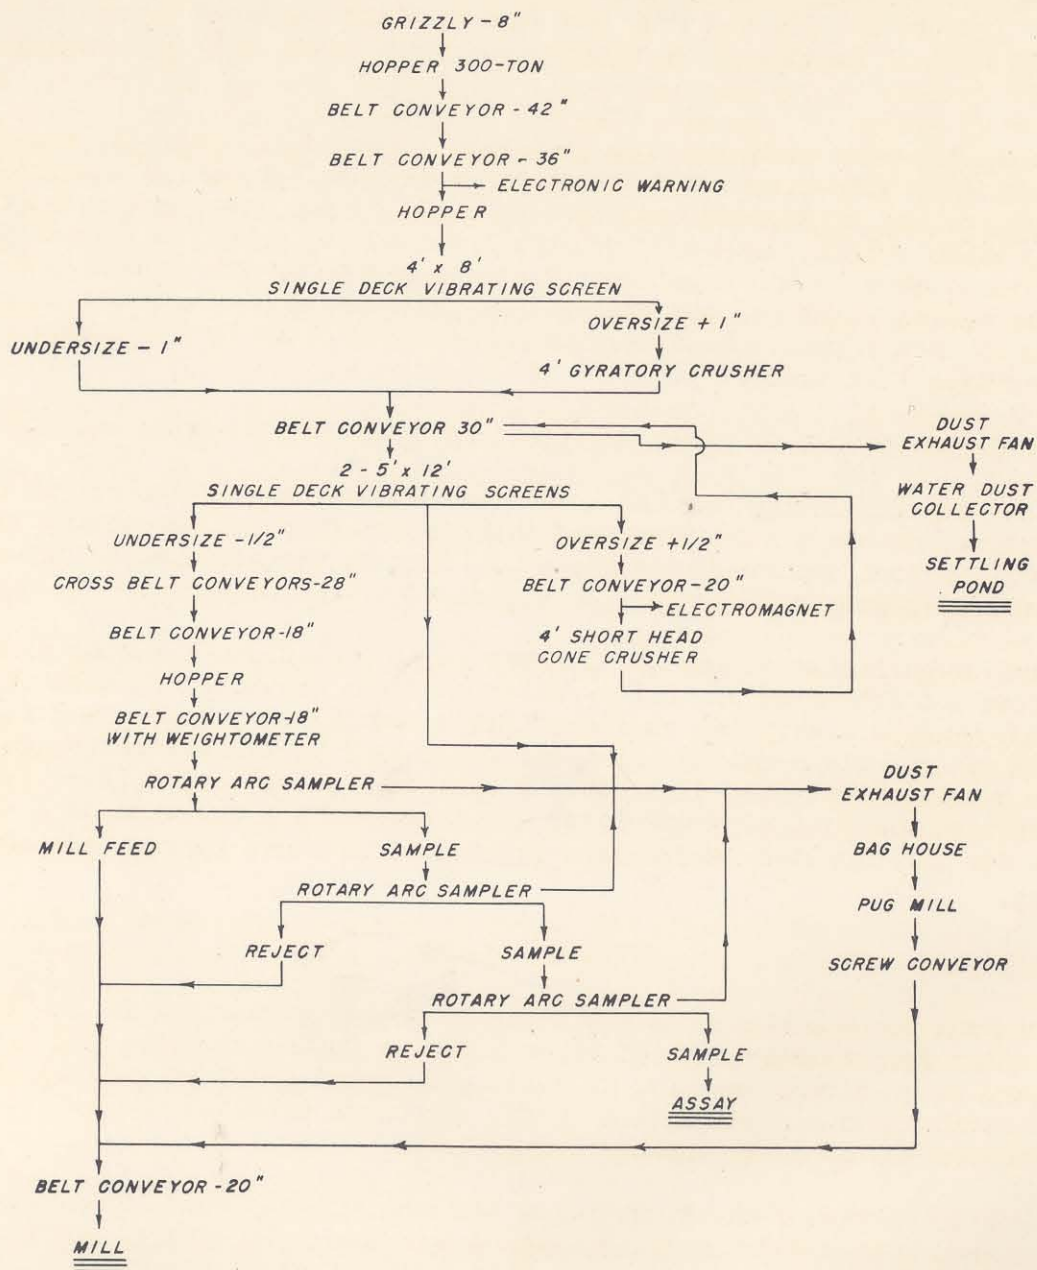 GRIZZLY - 8"
HOPPER 300-TON
BELT CONVEYOR - 42"
BELT CONVEYOR - 36"
ELECTRONIC WARNING
HOPPER
4' x 8'
SINGLE DECK VIBRATING SCREEN
UNDERSIZE - 1"
OVERSIZE + 1"
4' GYRATORY CRUSHER
BELT CONVEYOR 30"
DUST
EXHAUST FAN
WATER DUST
COLLECTOR
SETTLING
POND
2 - 5' x 12'
SINGLE DECK VIBRATING SCREENS
UNDERSIZE -1/2"
CROSS BELT CONVEYORS-28"
BELT CONVEYOR-18"
HOPPER
BELT CONVEYOR-18"
WITH WEIGHTOMETER
ROTARY ARC SAMPLER
OVERSIZE +1/2"
BELT CONVEYOR-20"
ELECTROMAGNET
4' SHORT HEAD
CONE CRUSHER
DUST
EXHAUST FAN
BAG HOUSE
PUG MILL
SCREW CONVEYOR
MILL FEED
SAMPLE
ROTARY ARC SAMPLER
REJECT
SAMPLE
ROTARY ARC SAMPLER
REJECT
SAMPLE
ASSAY
BELT CONVEYOR - 20"
MILL